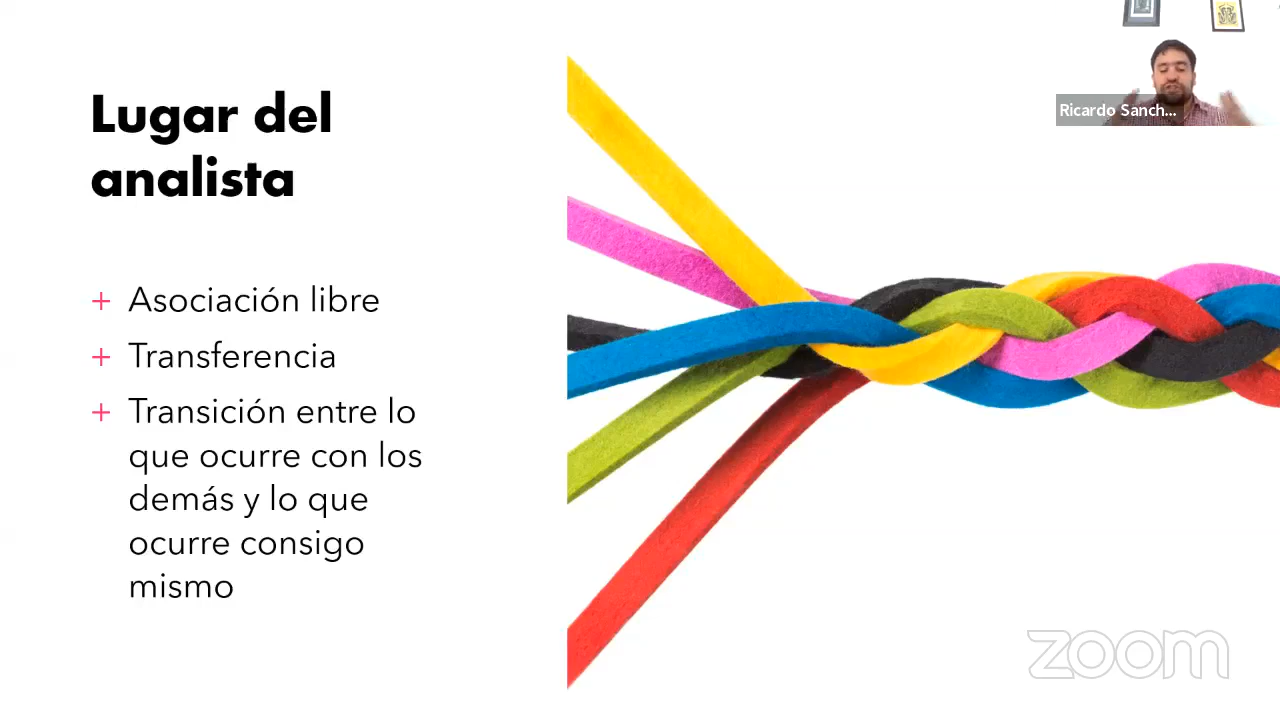 Lugar del
analista
+ Asociación libre
+ Transferencia
+ Transición entre lo
que ocurre con los
demás y lo que
ocurre consigo
mismo
Ricardo Sanch...
zoom